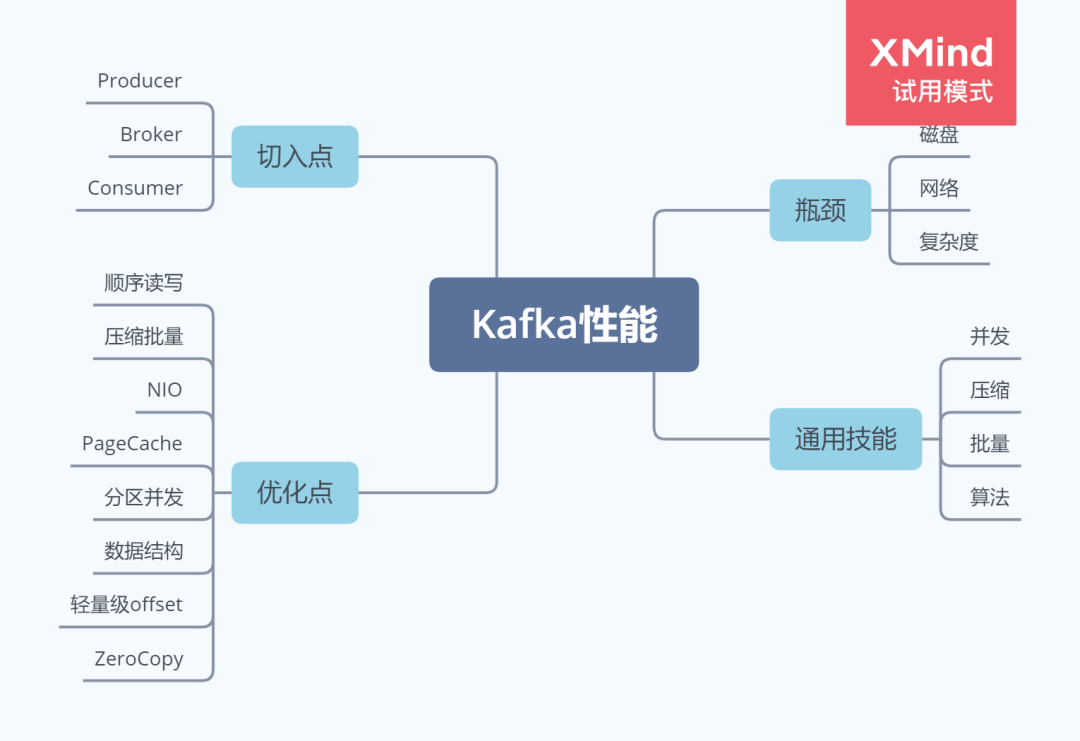 XMind
试用模式
Kafka性能
切入点
Producer
Broker
Consumer
优化点
顺序读写
压缩批量
NIO
PageCache
分区并发
数据结构
轻量级offset
ZeroCopy
瓶颈
磁盘
网络
复杂度
通用技能
并发
压缩
批量
算法